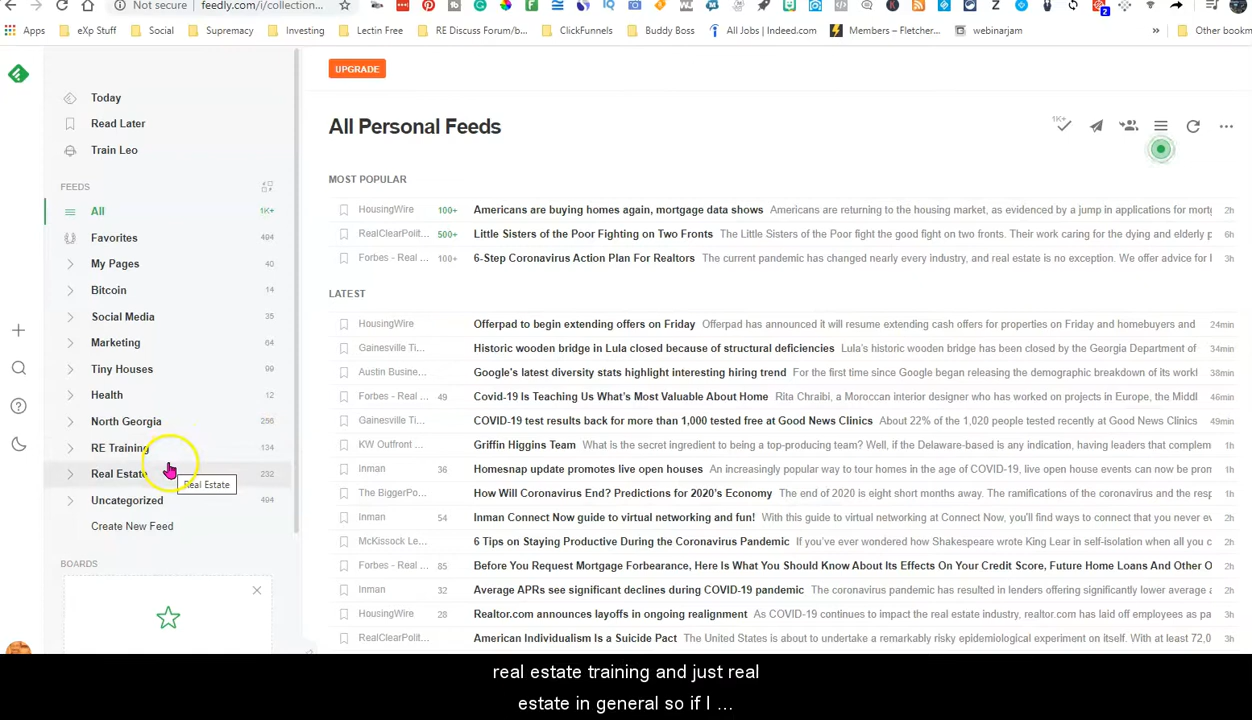 Not secure feedly.com/i/collection...
Apps eXp Stuff Social Supremacy Investing Lectin Free RE Discuss Forum/b... ClickFunnels Buddy Boss All Jobs | Indeed.com Members – Fletcher... webinarjam » Other bookm
UPGRADE
Today
Read Later
Train Leo
FEEDS
All 1K+
Favorites 494
My Pages 40
Bitcoin 14
Social Media 35
Marketing 64
Tiny Houses 99
Health 12
North Georgia 256
RE Training 134
Real Estate 232
Real Estate
Uncategorized 494
Create New Feed
BOARDS
All Personal Feeds 1K+
MOST POPULAR
HousingWire 100+ Americans are buying homes again, mortgage data shows Americans are returning to the housing market, as evidenced by a jump in applications for mortg 2h
RealClearPolit... 500+ Little Sisters of the Poor Fighting on Two Fronts The Little Sisters of the Poor fight the good fight on two fronts. Their work caring for the dying and elderly p 6h
Forbes - Real ... 100+ 6-Step Coronavirus Action Plan For Realtors The current pandemic has changed nearly every industry, and real estate is no exception. We offer advice for 3h
LATEST
HousingWire Offerpad to begin extending offers on Friday Offerpad has announced it will resume extending cash offers for properties on Friday and homebuyers and 24min
Gainesville Ti... Historic wooden bridge in Lula closed because of structural deficiencies Lula's historic wooden bridge has been closed by the Georgia Department of 34min
Austin Busine... Google's latest diversity stats highlight interesting hiring trend For the first time since Google began releasing the demographic breakdown of its workf 38min
Forbes - Real ... 49 Covid-19 Is Teaching Us What's Most Valuable About Home Rita Chraibi, a Moroccan interior designer who has worked on projects in Europe, the Middl 46min
Gainesville Ti... COVID-19 test results back for more than 1,000 tested free at Good News Clinics About 22% of the 1,020 people tested recently at Good News Clinics 49min
KW Outfront ... Griffin Higgins Team What is the secret ingredient to being a top-producing team? Well, if the Delaware-based is any indication, having leaders that complem 1h
Inman 36 Homesnap update promotes live open houses An increasingly popular way to tour homes in the age of COVID-19, live open house events can now be prom 1h
The BiggerPo... How Will Coronavirus End? Predictions for 2020's Economy The end of 2020 is eight short months away. The ramifications of the coronavirus and the resp 1h
Inman 54 Inman Connect Now guide to virtual networking and fun! With this guide to virtual networking at Connect Now, you'll find ways to connect that you never ev 2h
McKissock Le... 6 Tips on Staying Productive During the Coronavirus Pandemic If you've ever wondered how Shakespeare wrote King Lear in self-isolation when all you c 2h
Forbes - Real ... 85 Before You Request Mortgage Forbearance, Here Is What You Should Know About Its Effects On Your Credit Score, Future Home Loans And Other O 2h
Inman 32 Average APRs see significant declines during COVID-19 pandemic The coronavirus pandemic has resulted in lenders offering significantly lower average a 2h
HousingWire 28 Realtor.com announces layoffs in ongoing realignment As COVID-19 continues to impact the real estate industry, realtor.com has laid off employees as pa 3h
RealClearPolit... American Individualism Is a Suicide Pact The United States is about to undertake a remarkably risky epidemiological experiment on itself. With at least 72,0 3h
real estate training and just real
estate in general so if I ...